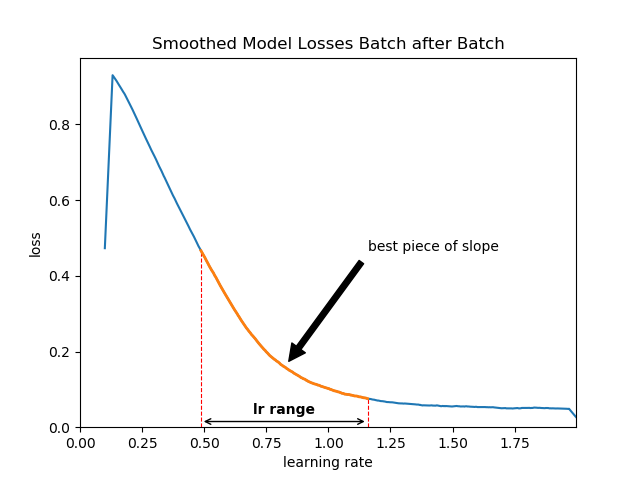 Smoothed Model Losses Batch after Batch
loss
0.8
0.6
0.4
0.2
0.0
best piece of slope
lr range
0.00 0.25 0.50 0.75 1.00 1.25 1.50 1.75
learning rate